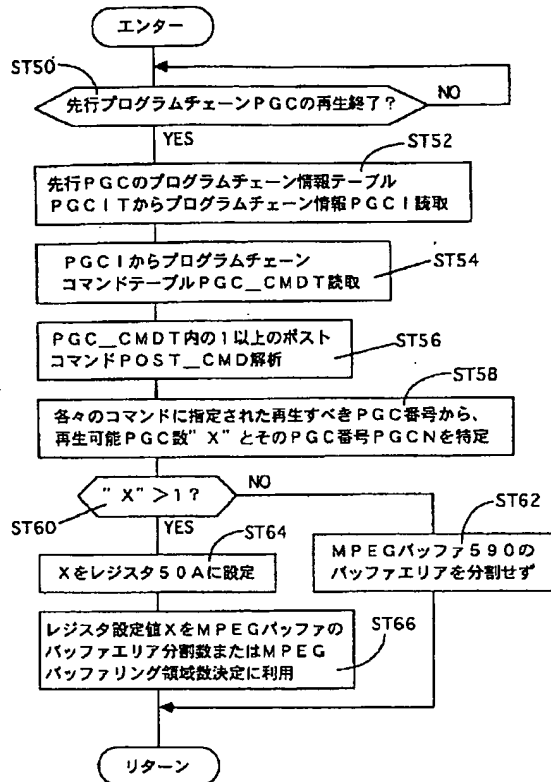 エンター
ST50
先行プログラムチェーンPGCの再生終了？
NO
YES
ST52
先行PGCのプログラムチェーン情報テーブル
PGCITからプログラムチェーン情報PGCI読取
PGCIからプログラムチェーン
コマンドテーブルPGC_CMDT読取
ST54
PGC_CMDT内の1以上のポスト
コマンドPOST_CMD解析
ST56
ST58
各々のコマンドに指定された再生すべきPGC番号から、
再生可能PGC数"X"とそのPGC番号PGCNを特定
"X">1？
NO
ST60
YES
ST62
ST64
MPEGバッファ590の
バッファエリアを分割せず
Xをレジスタ50Aに設定
レジスタ設定値XをMPEGバッファの
バッファエリア分割数またはMPEG
バッファリング領域数決定に利用
ST66
リターン